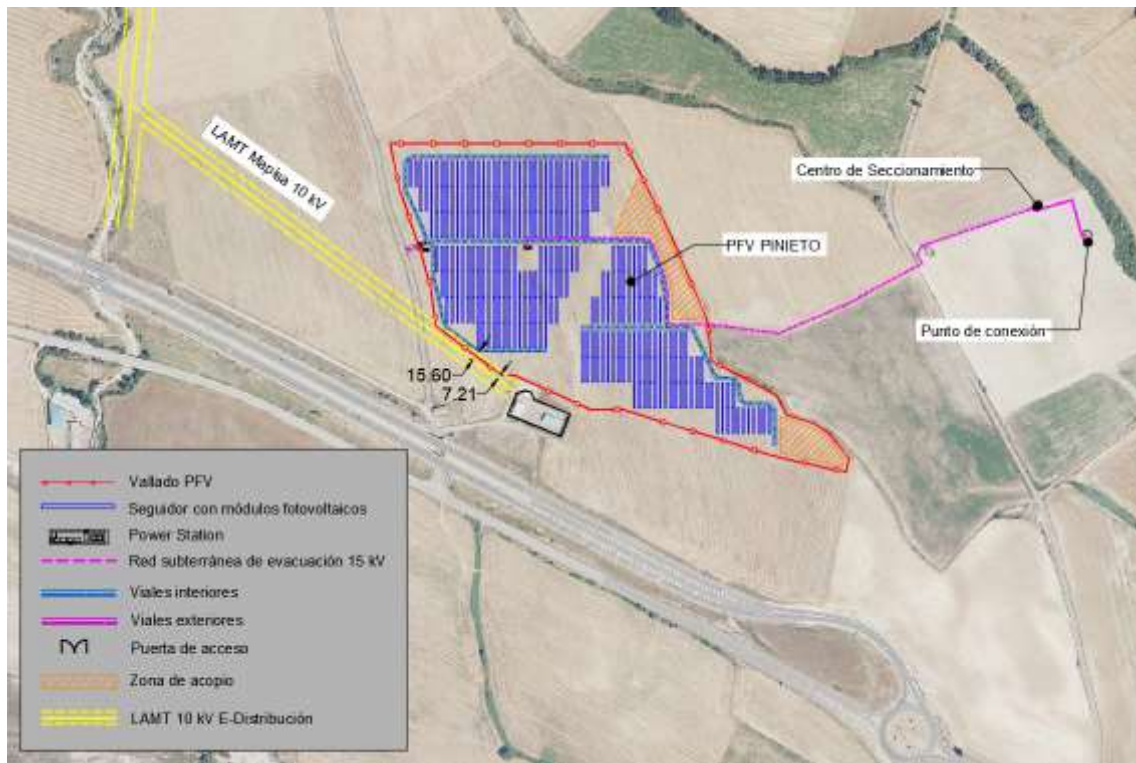 LAMT Mapisa 10 kV
Centro de Seccionamiento
PFV PINIETO
Punto de conexión
15.60
7.21
Vallado PFV
Seguidor con módulos fotovoltaicos
Power Station
Red subterránea de evacuación 15 kV
Viales interiores
Viales exteriores
Puerta de acceso
Zona de acopio
LAMT 10 kV E-Distribución